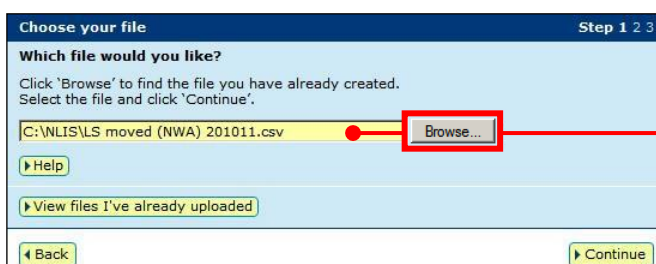 Choose your file Step 1 2 3
Which file would you like?
Click `Browse' to find the file you have already created.
Select the file and click `Continue'.
C:\NLIS\LS moved (NWA) 201011.csv Browse...
Help
View files I've already uploaded
Back Continue